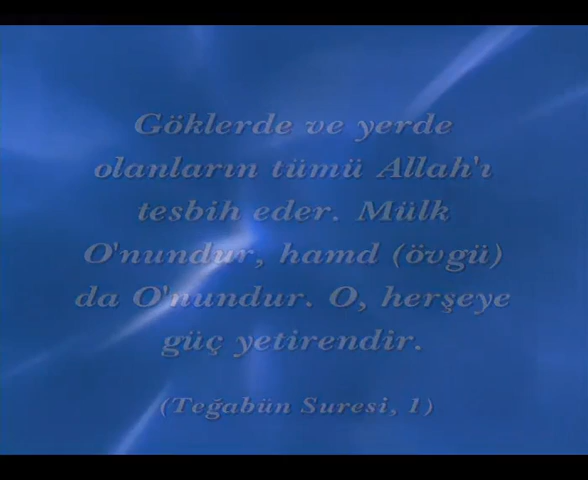 Göklerde ve yerde
olanların tümü Allah'ı
tesbih eder. Mülk
O'nundur, hamd (övgü)
da O'nundur. O, herşeye
güç yetirendir.
(Teğabün Suresi, 1)